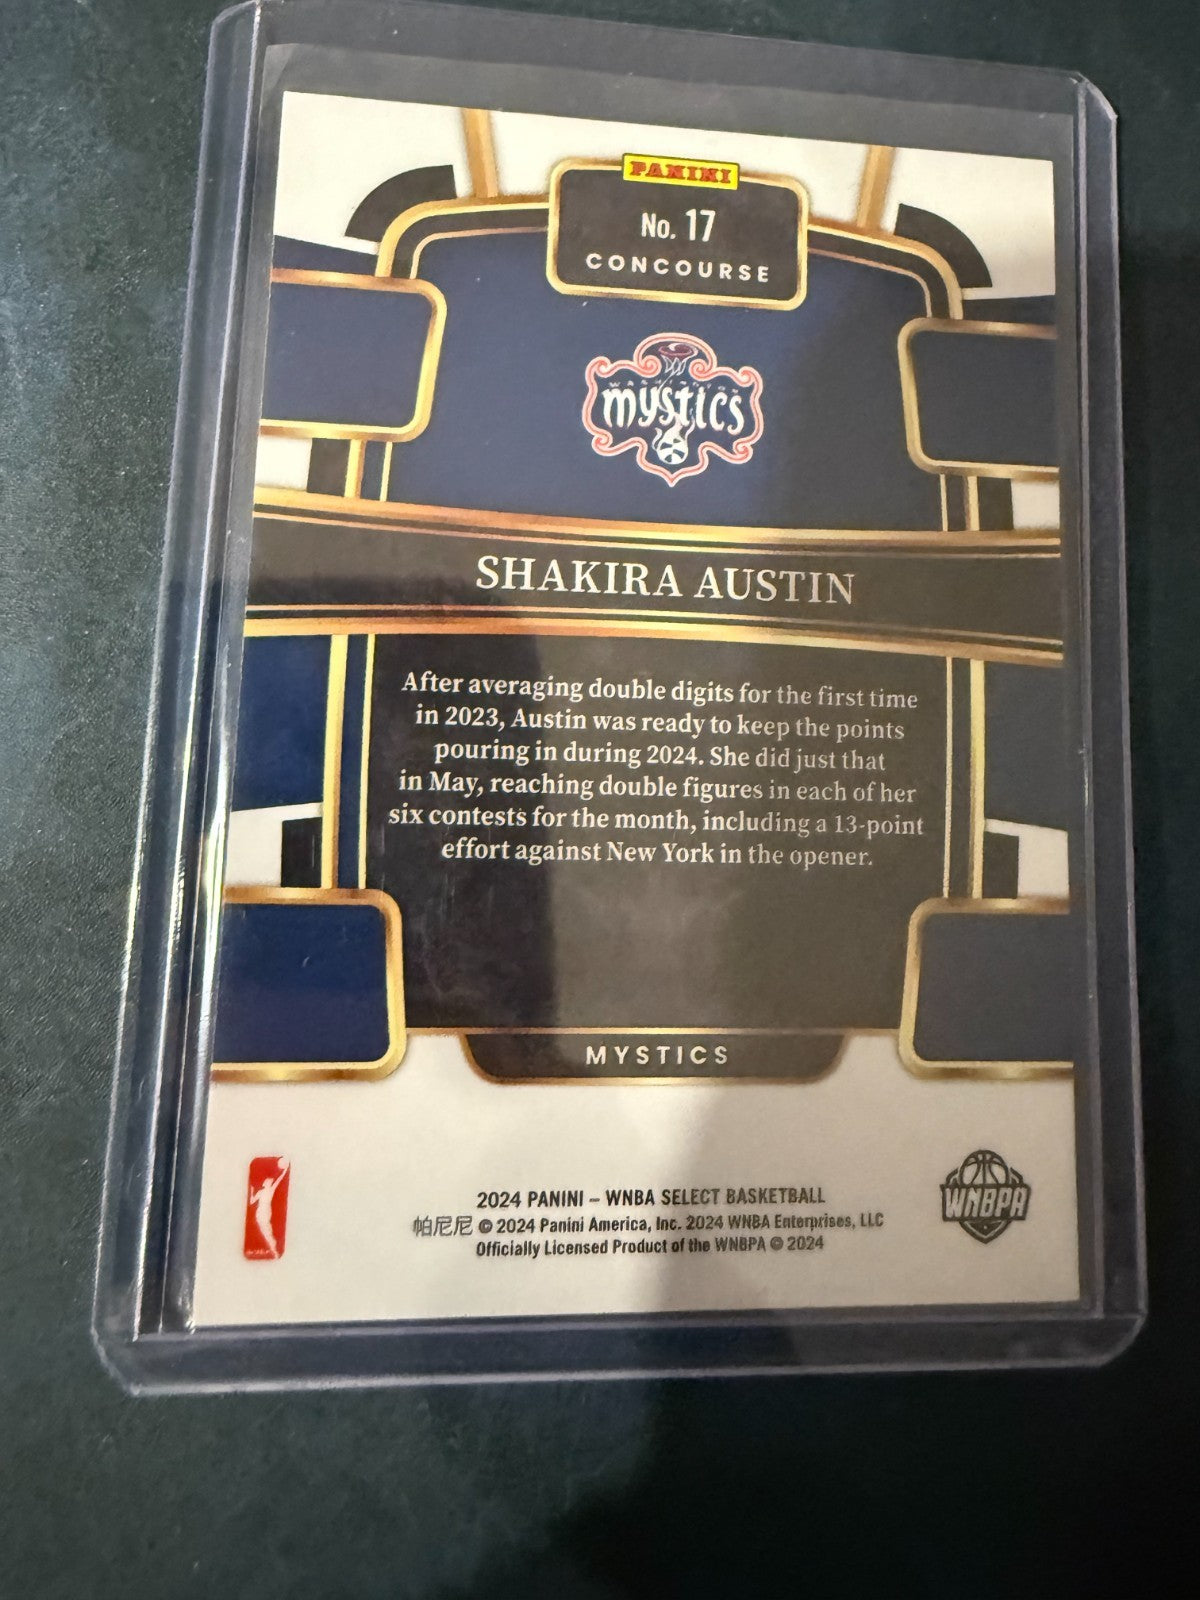 PANINI
No. 17
CONCOURSE
WASHINGTON
mystics
SHAKIRA AUSTIN
After averaging double digits for the first time
in 2023, Austin was ready to keep the points
pouring in during 2024. She did just that
in May, reaching double figures in each of her
six contests for the month, including a 13-point
effort against New York in the opener.
MYSTICS
2024 PANINI – WNBA SELECT BASKETBALL
帕尼尼 © 2024 Panini America, Inc. 2024 WNBA Enterprises, LLC
Officially Licensed Product of the WNBPA © 2024
WNBPA